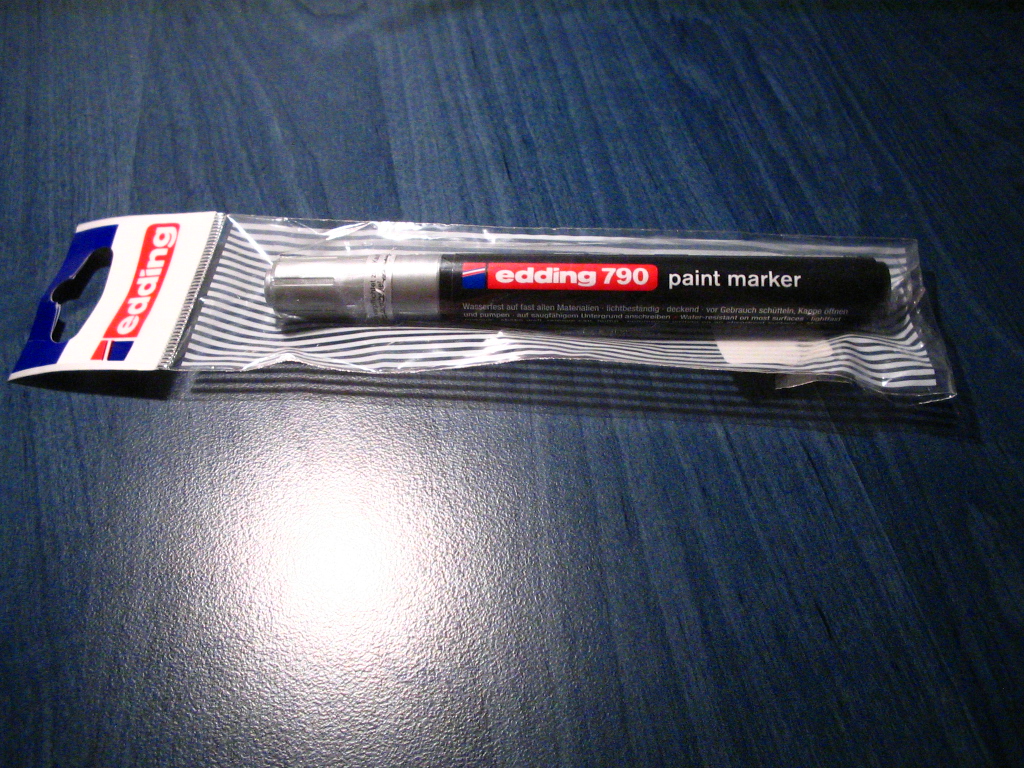 edding
edding 790 paint marker
Wasserfest auf fast allen Materialien · lichtbeständig · deckend · vor Gebrauch schütteln, Kappe öffnen
und pumpen · auf saugfähigem Untergrund anschreiben · Water-resistant on most surfaces · lightfast